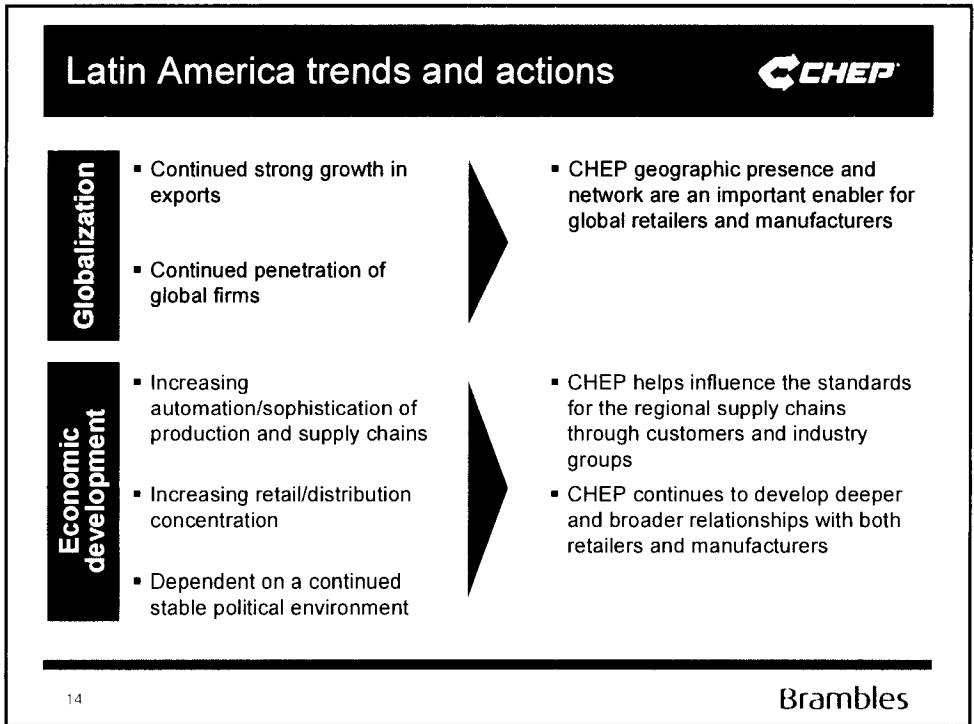 Latin America trends and actions
CHEP
Globalization
▪ Continued strong growth in
exports
▪ Continued penetration of
global firms
▪ CHEP geographic presence and
network are an important enabler for
global retailers and manufacturers
Economic
development
▪ Increasing
automation/sophistication of
production and supply chains
▪ Increasing retail/distribution
concentration
▪ Dependent on a continued
stable political environment
▪ CHEP helps influence the standards
for the regional supply chains
through customers and industry
groups
▪ CHEP continues to develop deeper
and broader relationships with both
retailers and manufacturers
14
Brambles